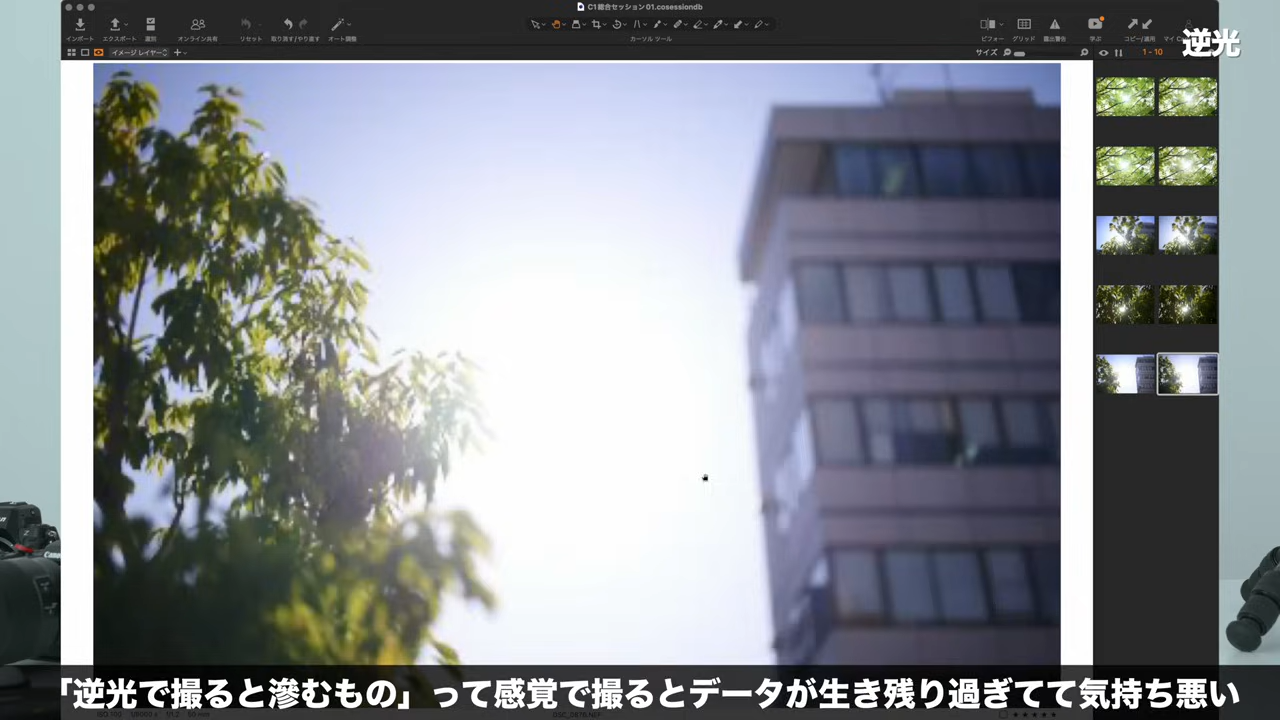 C1総合セッション01.cosessiondb
インポート
エクスポート
選別
オンライン共有
リセット
取り消す/やり直す
オート調整
カーソル ツール
ビフォー
グリッド
露出警告
学ぶ
コピー/適用
イメージ レイヤー
サイズ
1 - 10
逆光
Canon
「逆光で撮ると滲むもの」って感覚で撮るとデータが生き残り過ぎてて気持ち悪い